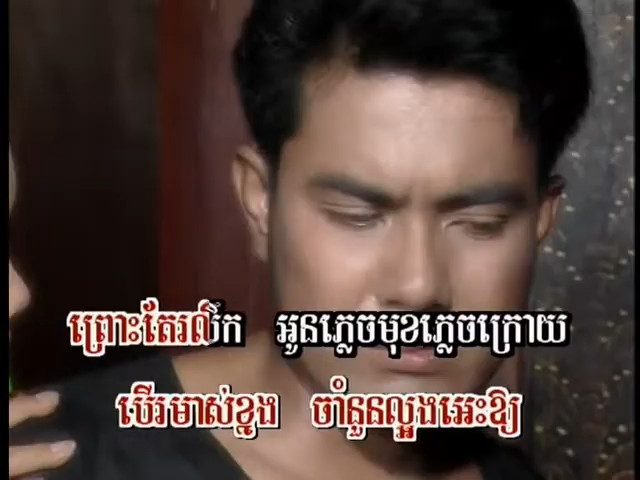 ព្រោះតែរលឹក អូនភ្លេចមុខភ្លេចក្រោយ
បើរមាស់ខ្នង ចាំនួនល្អងអេះឱ្យ